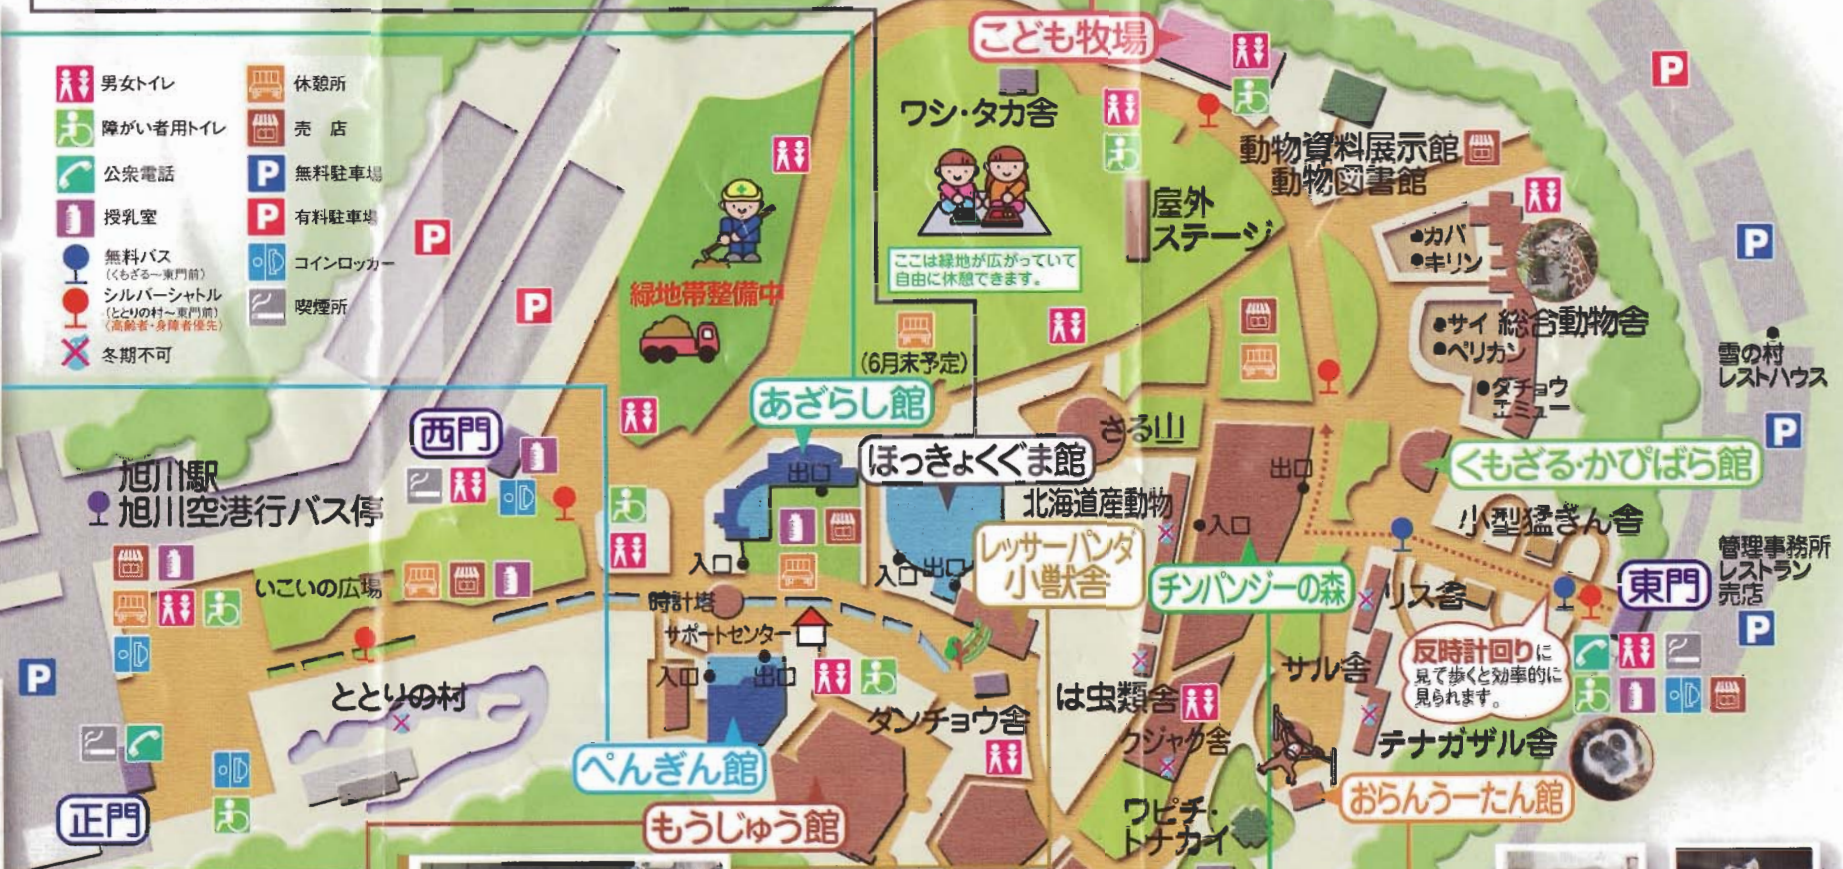 男女トイレ
障がい者用トイレ
公衆電話
授乳室
無料バス
(くもざる〜東門前)
シルバーシャトル
(ととりの村〜東門前)
(高齢者・身障者優先)
冬期不可
休憩所
売 店
P 無料駐車場
P 有料駐車場
コインロッカー
喫煙所
こども牧場
ワシ・タカ舎
動物資料展示館
動物図書館
屋外
ステージ
ここは緑地が広がっていて
自由に休憩できます。
緑地帯整備中
(6月末予定)
カバ
キリン
サイ
ペリカン
総合動物舎
ダチョウ
エミュー
雪の村
レストハウス
P
P
P
P
P
P
P
あざらし館
出口
入口
ほっきょくぐま館
入口
出口
さる山
北海道産動物
レッサーパンダ
小獣舎
出口
入口
チンパンジーの森
くもざる・かぴばら館
小型猛きん舎
管理事務所
レストラン
売店
東門
リス舎
反時計回りに
見て歩くと効率的に
見られます。
サル舎
テナガザル舎
おらんうーたん館
西門
旭川駅
旭川空港行バス停
いこいの広場
時計塔
サポートセンター
入口
出口
ととりの村
正門
ぺんぎん館
もうじゅう館
タンチョウ舎
は虫類舎
クジャク舎
ワピチ・
トナカイ